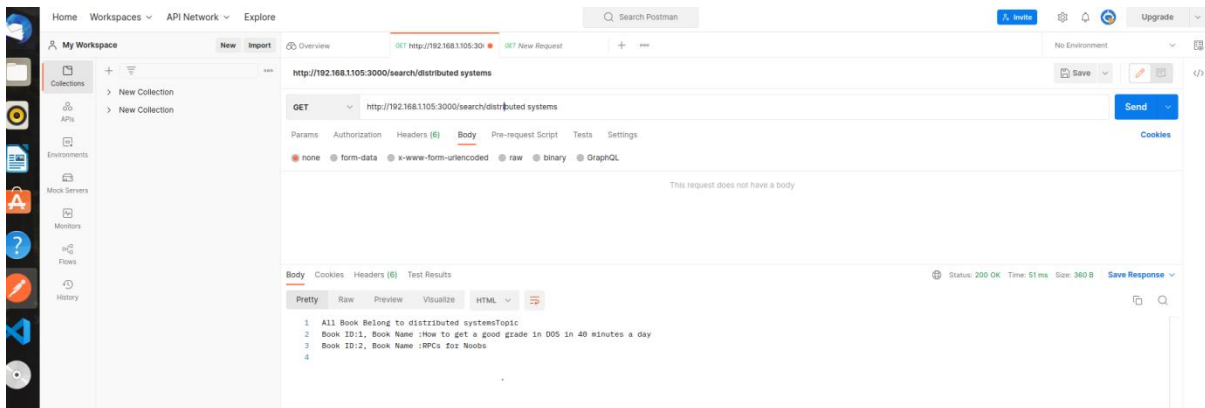 Home Workspaces API Network Explore Search Postman Invite Upgrade
My Workspace New Import Overview GET http://192.168.1.105:30 GET New Request No Environment
Collections New Collection
New Collection
APIs
Environments
Mock Servers
Monitors
Flows
History
http://192.168.1.105:3000/search/distributed systems Save
GET http://192.168.1.105:3000/search/distributed systems Send
Params Authorization Headers (6) Body Pre-request Script Tests Settings Cookies
none form-data x-www-form-urlencoded raw binary GraphQL
This request does not have a body
Body Cookies Headers (6) Test Results Status: 200 OK Time: 51 ms Size: 360 B Save Response
Pretty Raw Preview Visualize HTML
1 All Book Belong to distributed systemsTopic
2 Book ID:1, Book Name :How to get a good grade in DOS in 40 minutes a day
3 Book ID:2, Book Name :RPCs for Noobs
4